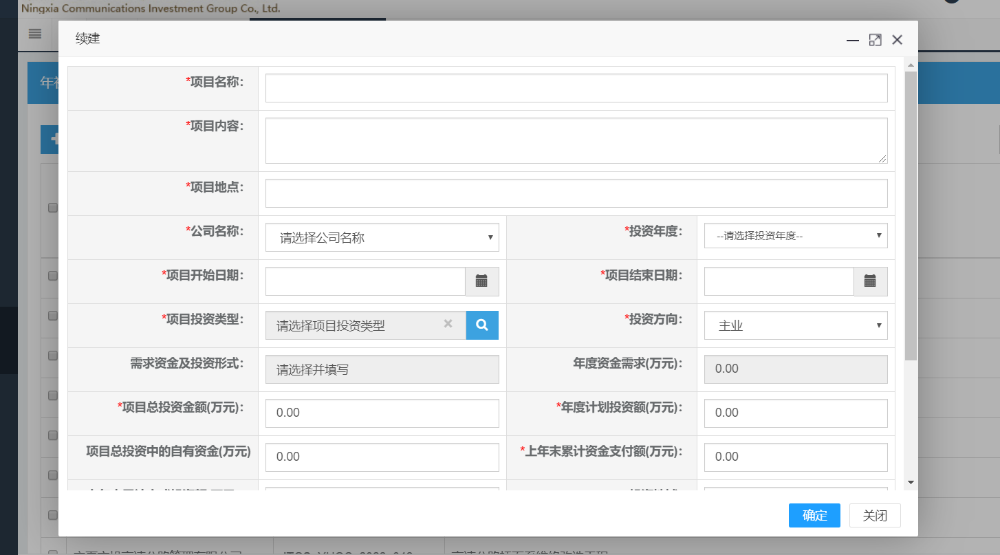 Ningxia Communications Investment Group Co., Ltd.
续建
年初
*项目名称：
*项目内容：
*项目地点：
*公司名称： 请选择公司名称 *投资年度： --请选择投资年度--
*项目开始日期： *项目结束日期：
*项目投资类型： 请选择项目投资类型 *投资方向： 主业
需求资金及投资形式： 请选择并填写 年度资金需求(万元)： 0.00
*项目总投资金额(万元)： 0.00 *年度计划投资额(万元)： 0.00
项目总投资中的自有资金(万元) 0.00 *上年末累计资金支付额(万元)： 0.00
确定 关闭